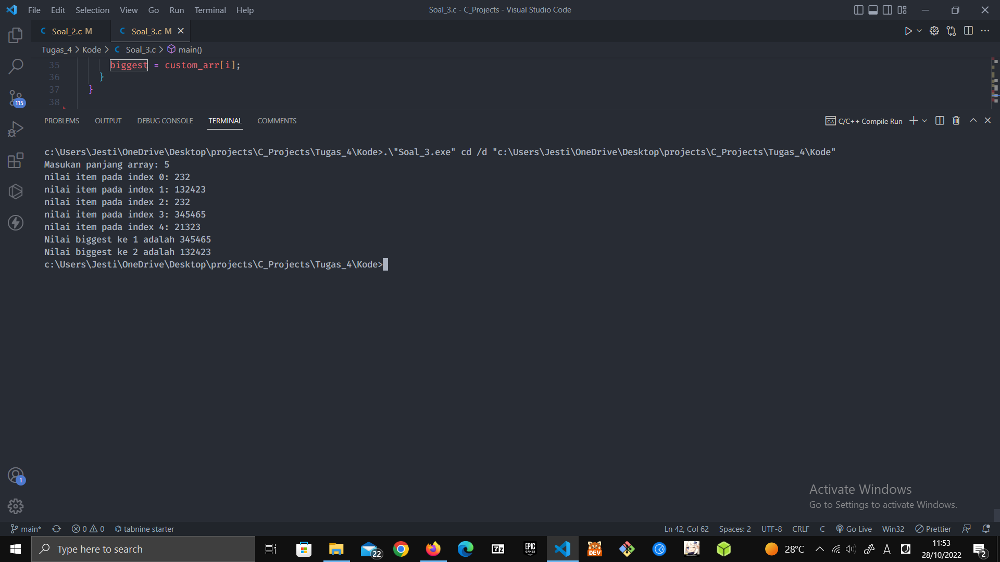 File Edit Selection View Go Run Terminal Help Soal_3.c - C_Projects - Visual Studio Code
C Soal_2.c M C Soal_3.c M
Tugas_4 > Kode > C Soal_3.c > main()
35 biggest = custom_arr[i];
36 }
37 }
38
115
PROBLEMS OUTPUT DEBUG CONSOLE TERMINAL COMMENTS C/C++ Compile Run
c:\Users\Jesti\OneDrive\Desktop\projects\C_Projects\Tugas_4\Kode>.\"Soal_3.exe" cd /d "c:\Users\Jesti\OneDrive\Desktop\projects\C_Projects\Tugas_4\Kode"
Masukan panjang array: 5
nilai item pada index 0: 232
nilai item pada index 1: 132423
nilai item pada index 2: 232
nilai item pada index 3: 345465
nilai item pada index 4: 21323
Nilai biggest ke 1 adalah 345465
Nilai biggest ke 2 adalah 132423
c:\Users\Jesti\OneDrive\Desktop\projects\C_Projects\Tugas_4\Kode>
1
Activate Windows
Go to Settings to activate Windows.
main* 0 0 tabnine starter Ln 42, Col 62 Spaces: 2 UTF-8 CRLF C Go Live Win32 Prettier
Type here to search 22 7z EPIC GAMES DEV 28°C A 11:53
28/10/2022 2